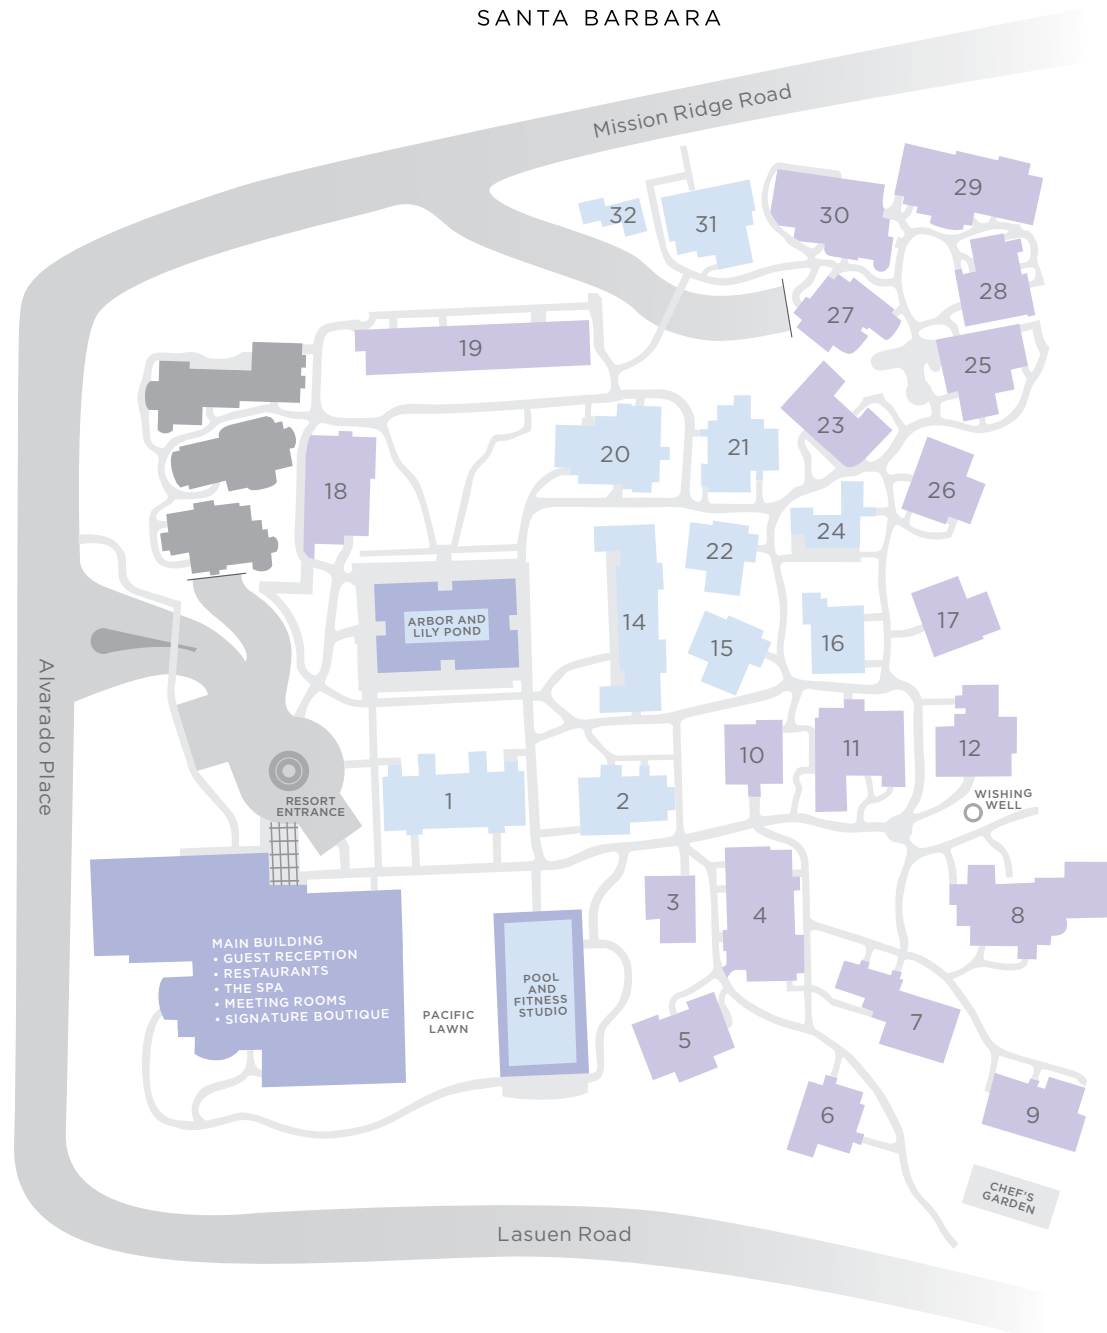 SANTA BARBARA
Mission Ridge Road
29
32
31
30
28
27
19
25
23
20
21
18
26
22
24
14
ARBOR AND
LILY POND
17
15
16
Alvarado Place
10
11
12
1
2
WISHING
WELL
RESORT
ENTRANCE
3
4
8
MAIN BUILDING
• GUEST RECEPTION
• RESTAURANTS
• THE SPA
• MEETING ROOMS
• SIGNATURE BOUTIQUE
POOL
AND
FITNESS
STUDIO
PACIFIC
LAWN
7
5
6
9
CHEF'S
GARDEN
Lasuen Road